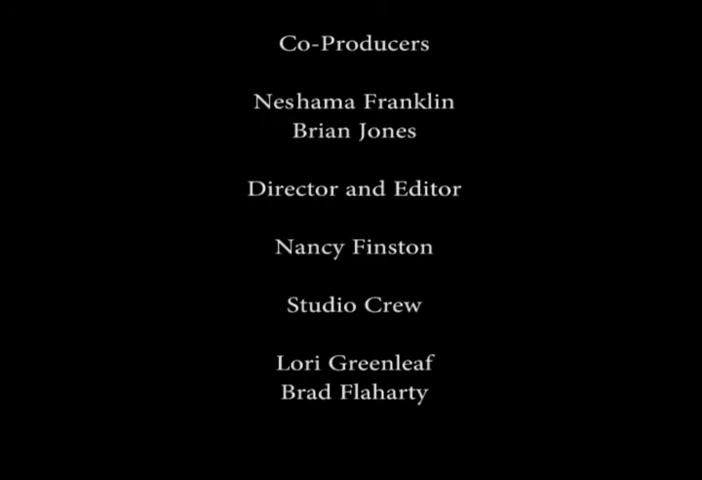 Co-Producers
Neshama Franklin
Brian Jones
Director and Editor
Nancy Finston
Studio Crew
Lori Greenleaf
Brad Flaharty